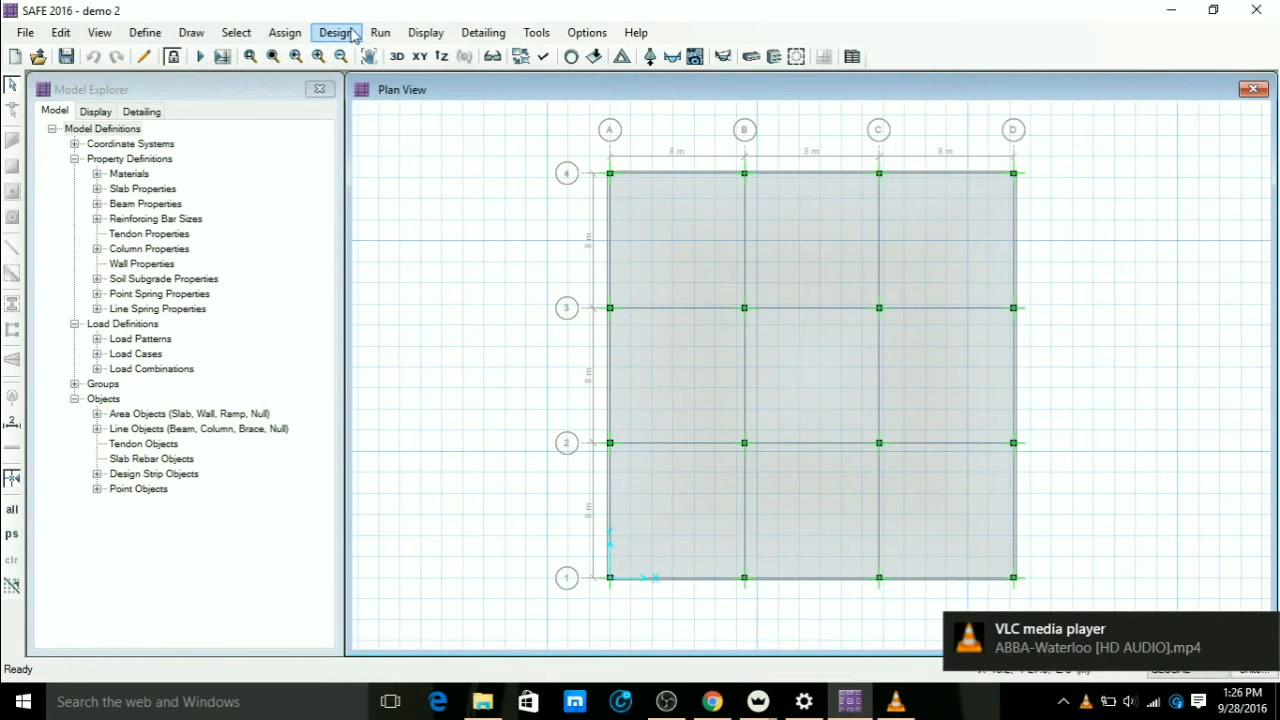 SAFE 2016 - demo 2
File Edit View Define Draw Select Assign Design Run Display Detailing Tools Options Help
3D XY
Model Explorer
Plan View
Model Display Detailing
Model Definitions
Coordinate Systems
Property Definitions
Materials
Slab Properties
Beam Properties
Reinforcing Bar Sizes
Tendon Properties
Column Properties
Wall Properties
Soil Subgrade Properties
Point Spring Properties
Line Spring Properties
Load Definitions
Load Patterns
Load Cases
Load Combinations
Groups
Objects
Area Objects (Slab, Wall, Ramp, Null)
Line Objects (Beam, Column, Brace, Null)
Tendon Objects
Slab Rebar Objects
Design Strip Objects
Point Objects
all
ps
clr
A B C D
8 m 8 m 8 m
4
8 m
3
8 m
2
8 m
1
X
VLC media player
ABBA-Waterloo [HD AUDIO].mp4
Ready
Search the web and Windows
1:26 PM
9/28/2016